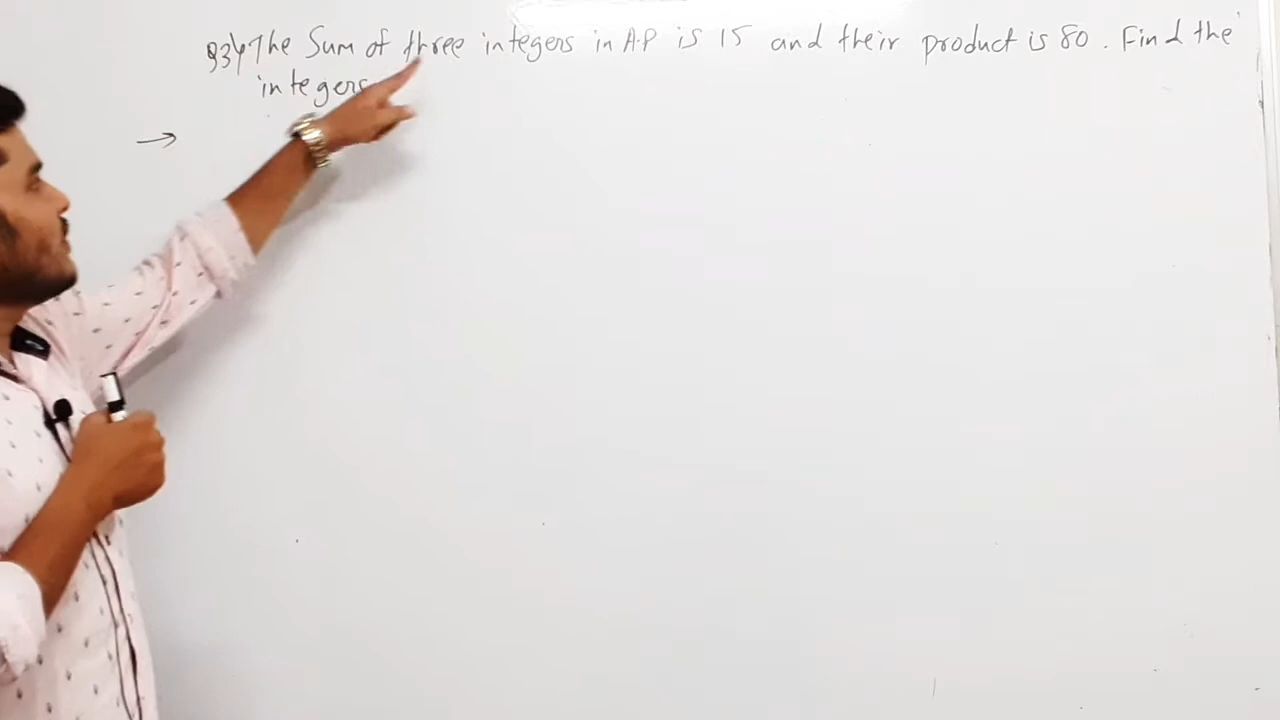 Q34) The Sum of three integers in A.P is 15 and their product is 80. Find the
integers
→